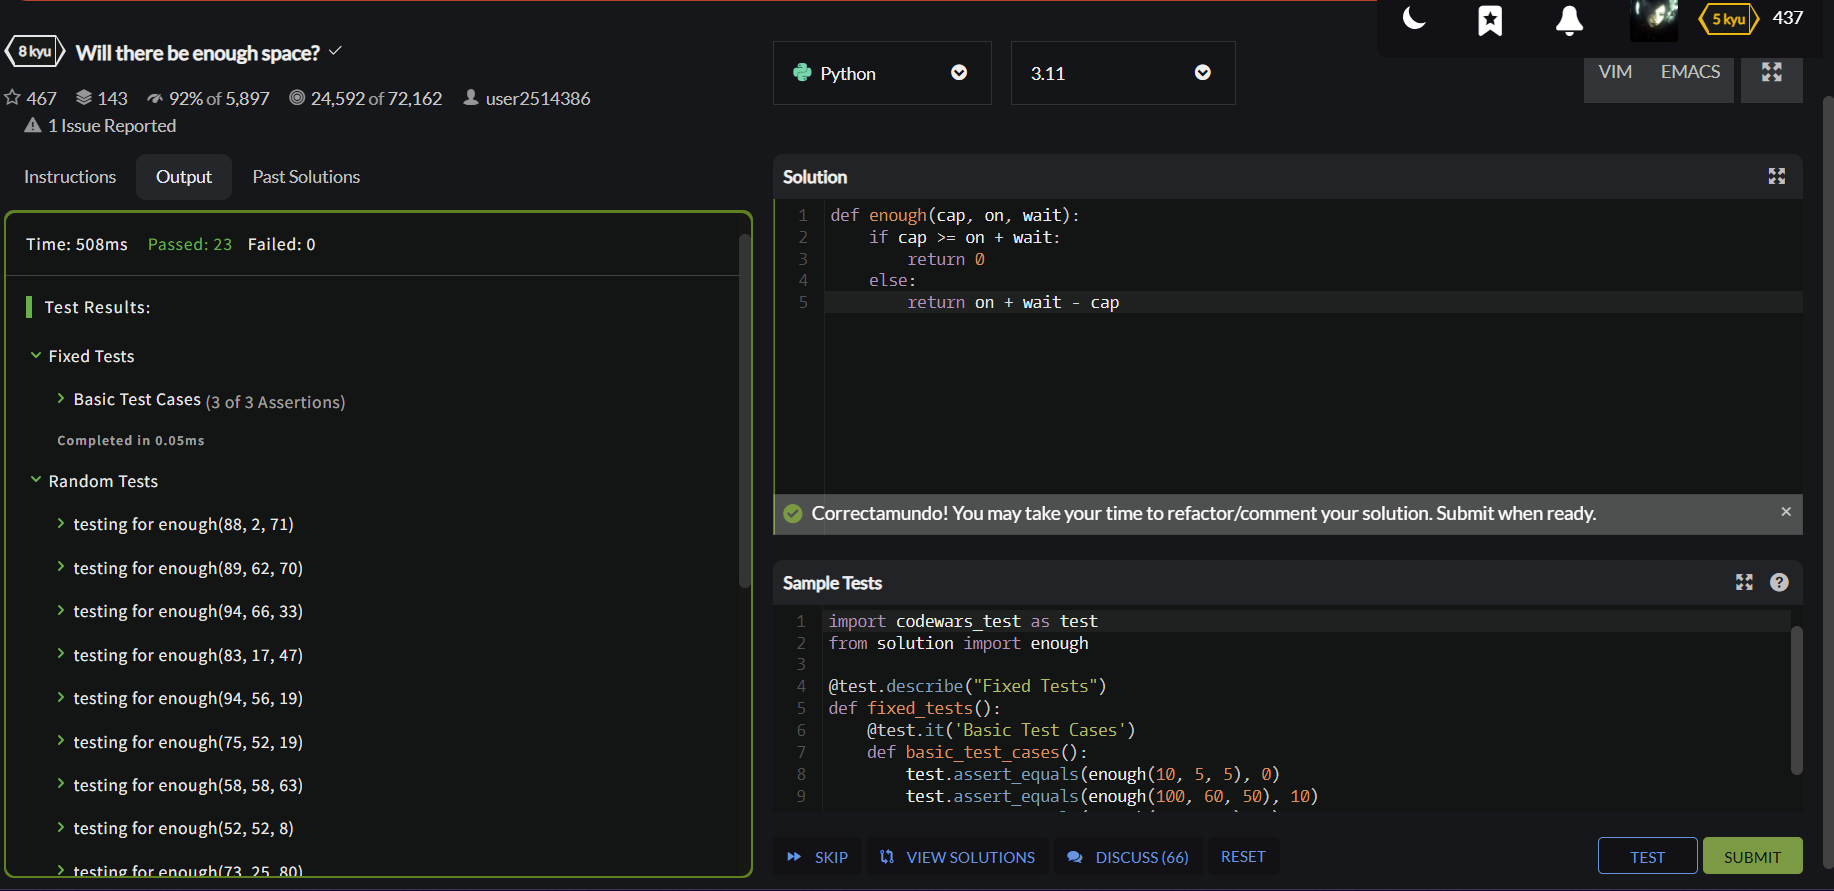 8 kyu Will there be enough space?
467 143 92% of 5,897 24,592 of 72,162 user2514386
1 Issue Reported
Instructions Output Past Solutions
Time: 508ms Passed: 23 Failed: 0
Test Results:
Fixed Tests
Basic Test Cases (3 of 3 Assertions)
Completed in 0.05ms
Random Tests
testing for enough(88, 2, 71)
testing for enough(89, 62, 70)
testing for enough(94, 66, 33)
testing for enough(83, 17, 47)
testing for enough(94, 56, 19)
testing for enough(75, 52, 19)
testing for enough(58, 58, 63)
testing for enough(52, 52, 8)
testing for enough(73, 25, 80)
5 kyu 437
Python 3.11 VIM EMACS
Solution
1 def enough(cap, on, wait):
2     if cap >= on + wait:
3         return 0
4     else:
5         return on + wait - cap
Correctamundo! You may take your time to refactor/comment your solution. Submit when ready. ×
Sample Tests ?
1 import codewars_test as test
2 from solution import enough
3
4 @test.describe("Fixed Tests")
5 def fixed_tests():
6     @test.it('Basic Test Cases')
7     def basic_test_cases():
8         test.assert_equals(enough(10, 5, 5), 0)
9         test.assert_equals(enough(100, 60, 50), 10)
SKIP VIEW SOLUTIONS DISCUSS (66) RESET TEST SUBMIT